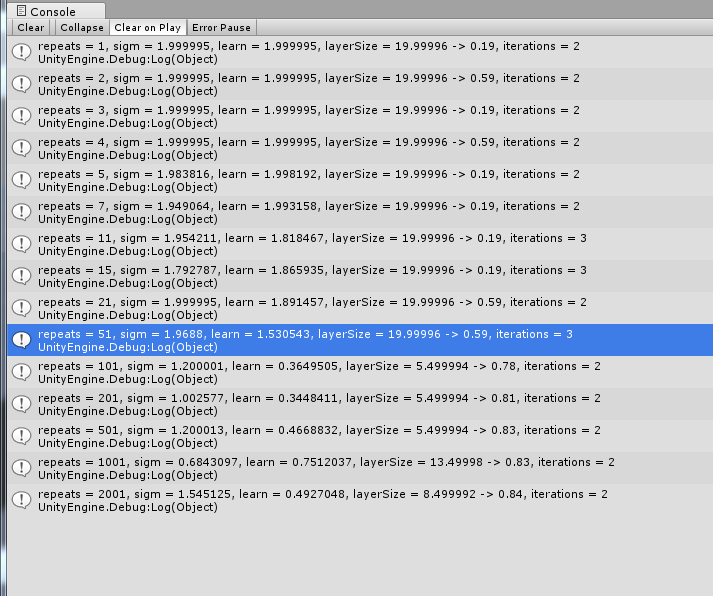 Console
Clear Collapse Clear on Play Error Pause
repeats = 1, sigm = 1.999995, learn = 1.999995, layerSize = 19.99996 -> 0.19, iterations = 2
UnityEngine.Debug:Log(Object)
repeats = 2, sigm = 1.999995, learn = 1.999995, layerSize = 19.99996 -> 0.59, iterations = 2
UnityEngine.Debug:Log(Object)
repeats = 3, sigm = 1.999995, learn = 1.999995, layerSize = 19.99996 -> 0.19, iterations = 2
UnityEngine.Debug:Log(Object)
repeats = 4, sigm = 1.999995, learn = 1.999995, layerSize = 19.99996 -> 0.59, iterations = 2
UnityEngine.Debug:Log(Object)
repeats = 5, sigm = 1.983816, learn = 1.998192, layerSize = 19.99996 -> 0.19, iterations = 2
UnityEngine.Debug:Log(Object)
repeats = 7, sigm = 1.949064, learn = 1.993158, layerSize = 19.99996 -> 0.19, iterations = 2
UnityEngine.Debug:Log(Object)
repeats = 11, sigm = 1.954211, learn = 1.818467, layerSize = 19.99996 -> 0.19, iterations = 3
UnityEngine.Debug:Log(Object)
repeats = 15, sigm = 1.792787, learn = 1.865935, layerSize = 19.99996 -> 0.19, iterations = 3
UnityEngine.Debug:Log(Object)
repeats = 21, sigm = 1.999995, learn = 1.891457, layerSize = 19.99996 -> 0.59, iterations = 2
UnityEngine.Debug:Log(Object)
repeats = 51, sigm = 1.9688, learn = 1.530543, layerSize = 19.99996 -> 0.59, iterations = 3
UnityEngine.Debug:Log(Object)
repeats = 101, sigm = 1.200001, learn = 0.3649505, layerSize = 5.499994 -> 0.78, iterations = 2
UnityEngine.Debug:Log(Object)
repeats = 201, sigm = 1.002577, learn = 0.3448411, layerSize = 5.499994 -> 0.81, iterations = 2
UnityEngine.Debug:Log(Object)
repeats = 501, sigm = 1.200013, learn = 0.4668832, layerSize = 5.499994 -> 0.83, iterations = 2
UnityEngine.Debug:Log(Object)
repeats = 1001, sigm = 0.6843097, learn = 0.7512037, layerSize = 13.49998 -> 0.83, iterations = 2
UnityEngine.Debug:Log(Object)
repeats = 2001, sigm = 1.545125, learn = 0.4927048, layerSize = 8.499992 -> 0.84, iterations = 2
UnityEngine.Debug:Log(Object)